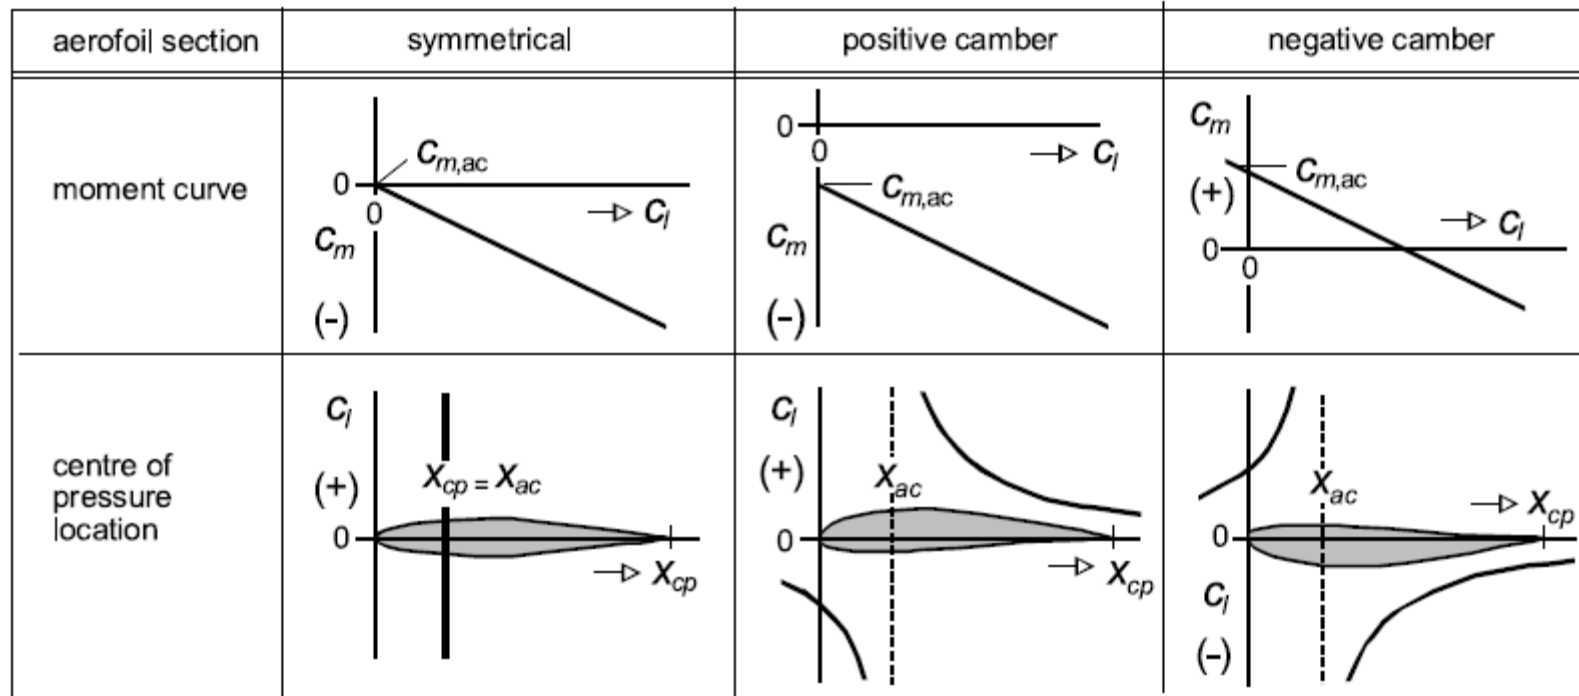 aerofoil section
symmetrical
positive camber
negative camber
moment curve
0
C_m,ac
0
C_l
C_m
(-)
0
0
C_l
C_m,ac
C_m
(-)
C_m
C_m,ac
(+)
C_l
0
0
centre of
pressure
location
C_l
(+)
X_cp = X_ac
0
X_cp
C_l
(+)
X_ac
0
X_cp
X_ac
X_cp
0
C_l
(-)